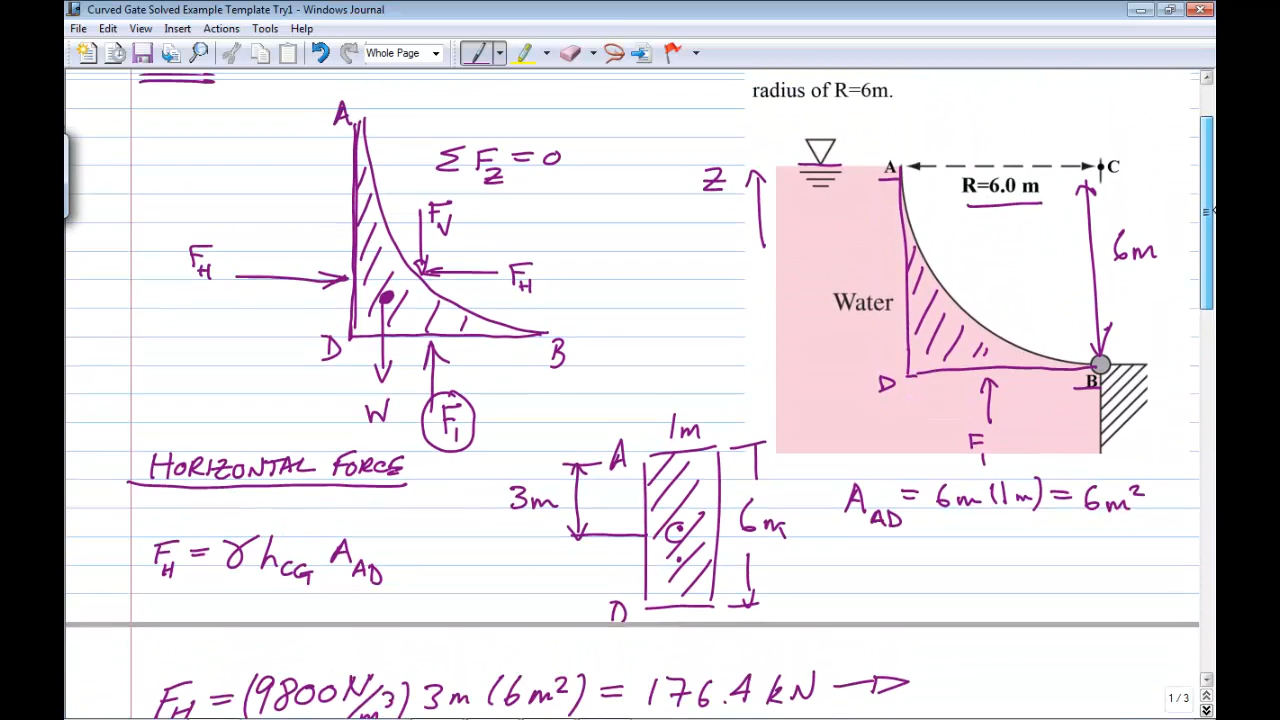 Curved Gate Solved Example Template Try1 - Windows Journal
File Edit View Insert Actions Tools Help
Whole Page
radius of R=6m.
A
ΣF_Z = 0
F_V
F_H
F_H
D
B
W
F_1
Z
A
R=6.0 m
C
6m
Water
D
B
F_1
HORIZONTAL FORCE
A
1m
3m
C
6m
D
A_AD = 6m(1m) = 6m²
F_H = γ h_CG A_AD
F_H = (9800 N/m³) 3m (6m²) = 176.4 kN →
1 / 3